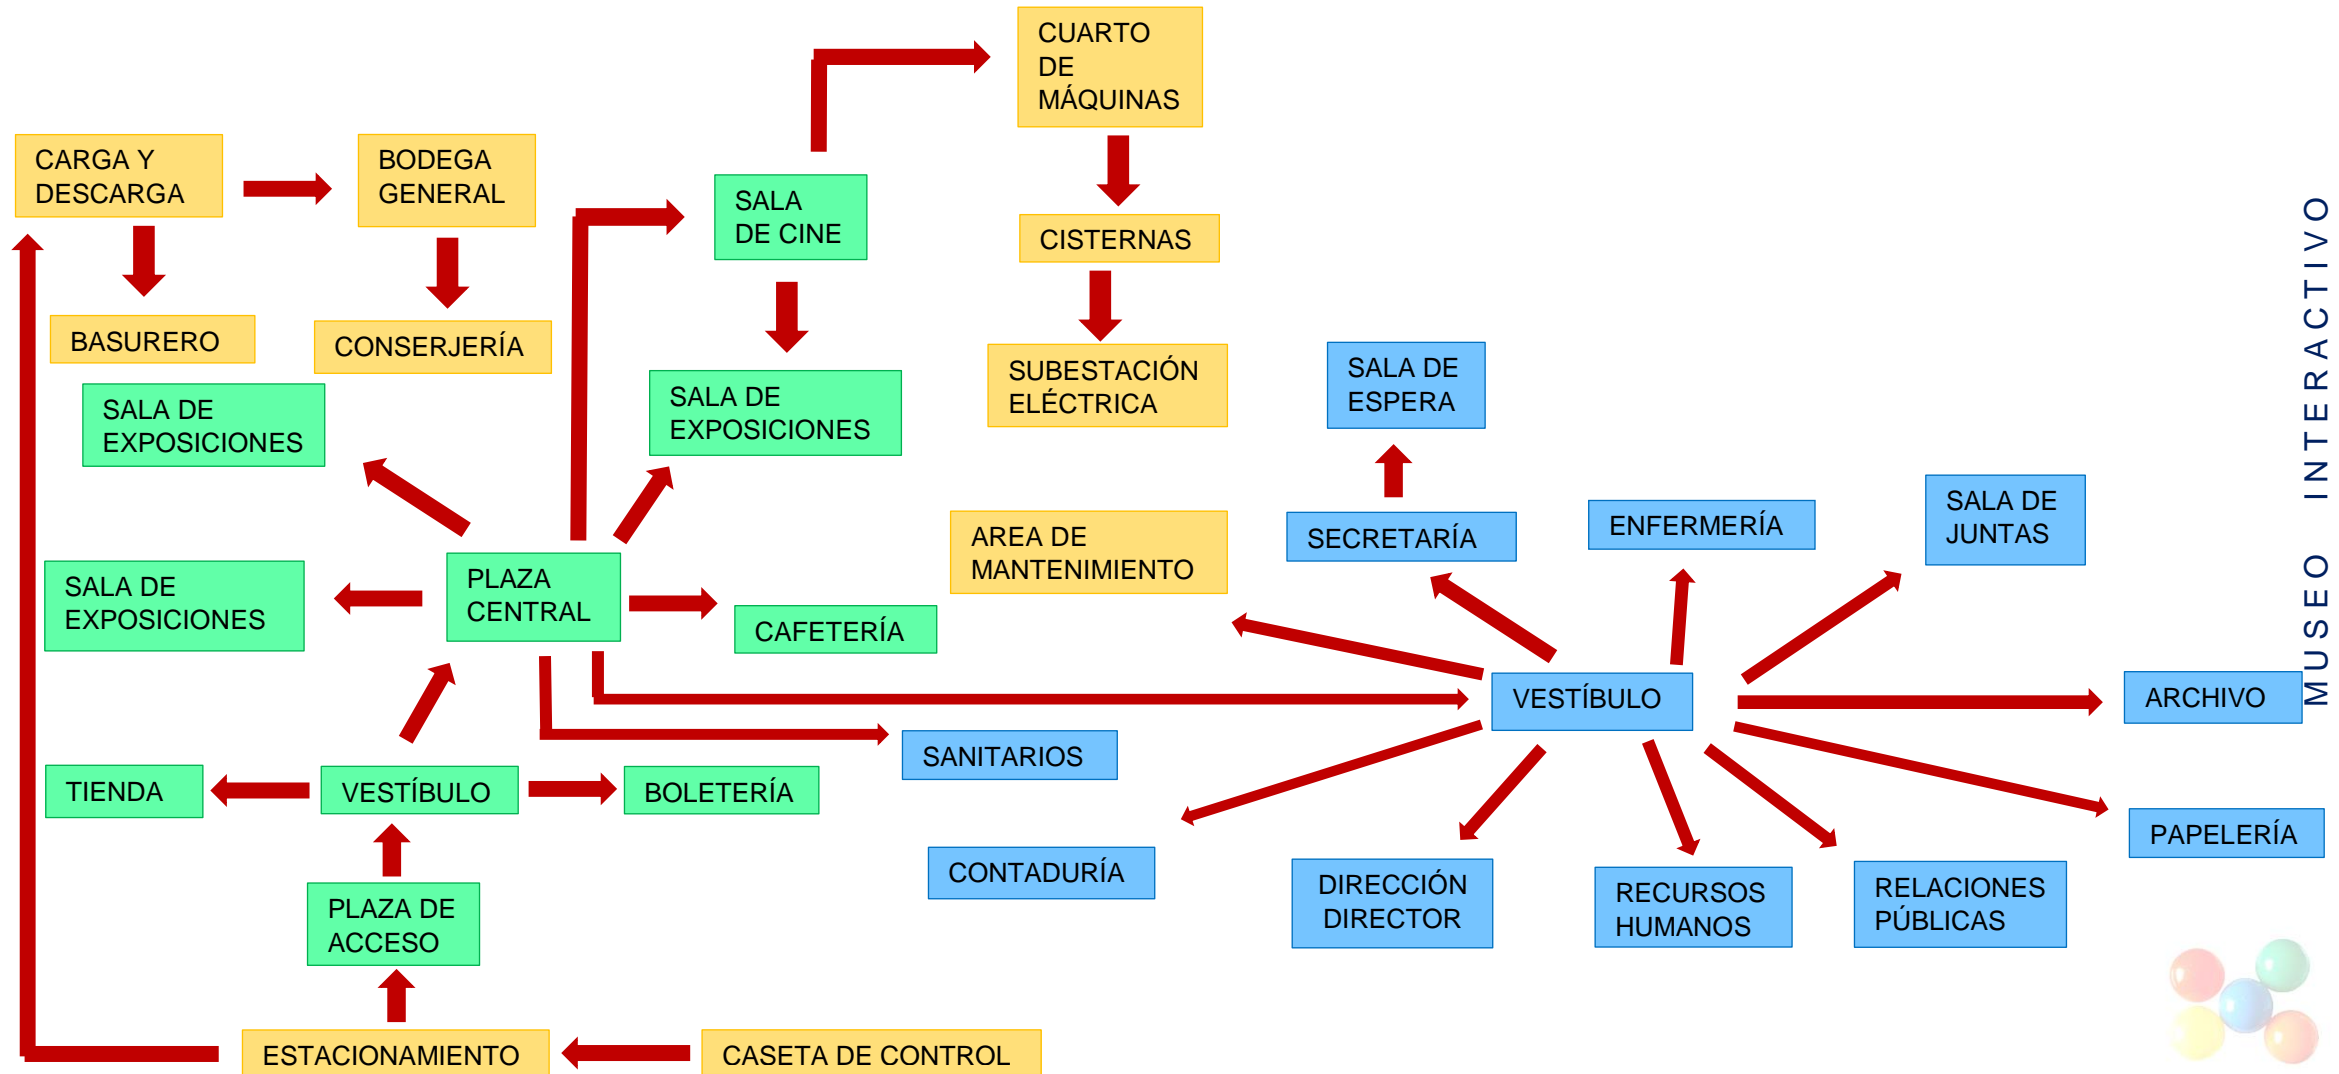 CUARTO
DE
MÁQUINAS
CARGA Y
DESCARGA
BODEGA
GENERAL
SALA
DE CINE
CISTERNAS
BASURERO
CONSERJERÍA
SUBESTACIÓN
ELÉCTRICA
SALA DE
ESPERA
SALA DE
EXPOSICIONES
SALA DE
EXPOSICIONES
AREA DE
MANTENIMIENTO
SECRETARÍA
ENFERMERÍA
SALA DE
JUNTAS
SALA DE
EXPOSICIONES
PLAZA
CENTRAL
CAFETERÍA
VESTÍBULO
ARCHIVO
SANITARIOS
TIENDA
VESTÍBULO
BOLETERÍA
PAPELERÍA
CONTADURÍA
DIRECCIÓN
DIRECTOR
RECURSOS
HUMANOS
RELACIONES
PÚBLICAS
PLAZA DE
ACCESO
ESTACIONAMIENTO
CASETA DE CONTROL
MUSEO INTERACTIVO